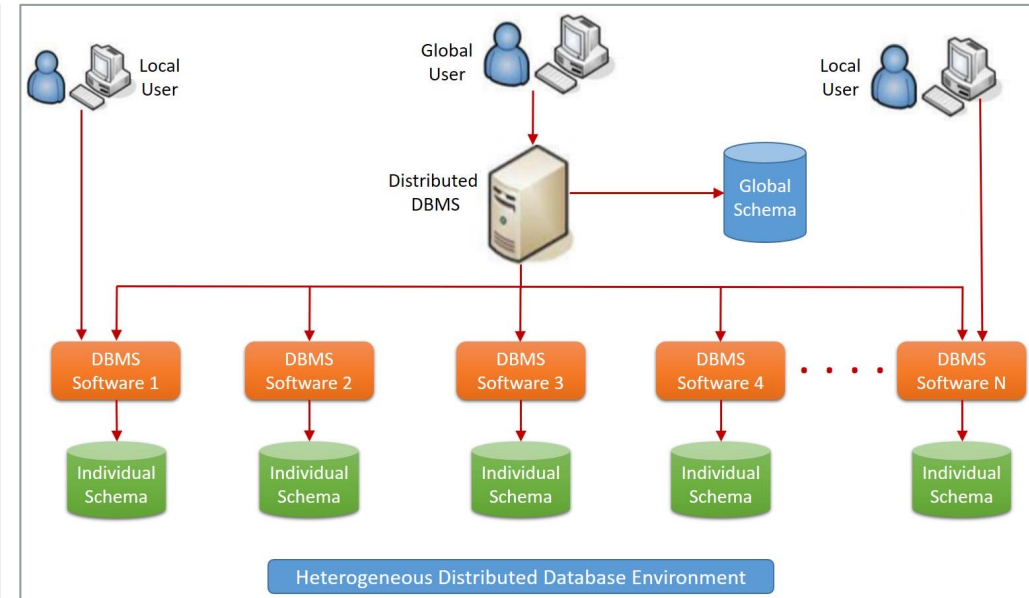 Local
User
Global
User
Local
User
Distributed
DBMS
Global
Schema
DBMS
Software 1
DBMS
Software 2
DBMS
Software 3
DBMS
Software 4
DBMS
Software N
Individual
Schema
Individual
Schema
Individual
Schema
Individual
Schema
Individual
Schema
Heterogeneous Distributed Database Environment